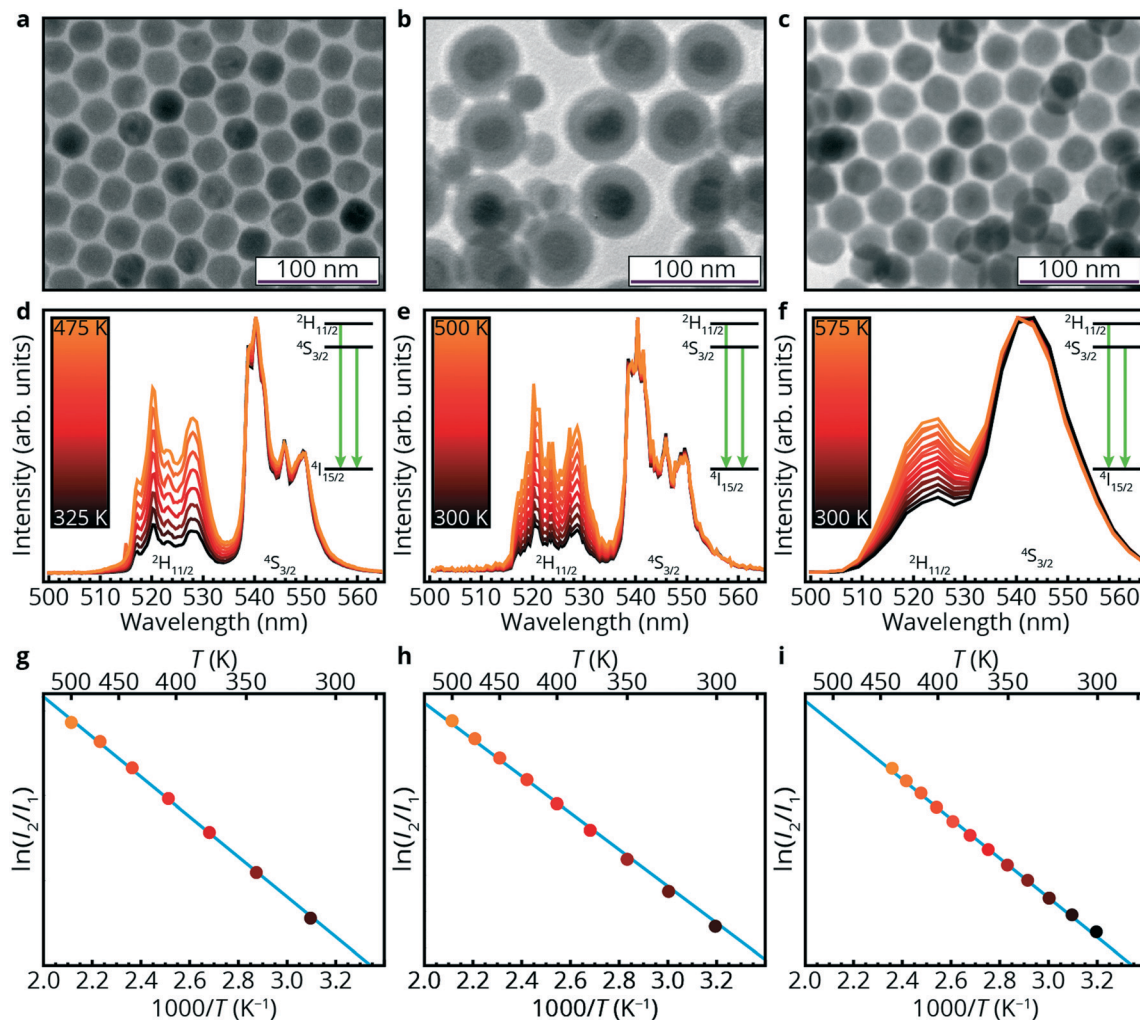 a
b
c
100 nm
100 nm
100 nm
d
e
f
475 K
325 K
²H₁₁/₂
⁴S₃/₂
⁴I₁₅/₂
²H₁₁/₂
⁴S₃/₂
Intensity (arb. units)
500 510 520 530 540 550 560
Wavelength (nm)
500 K
300 K
²H₁₁/₂
⁴S₃/₂
⁴I₁₅/₂
²H₁₁/₂
⁴S₃/₂
Intensity (arb. units)
500 510 520 530 540 550 560
Wavelength (nm)
575 K
300 K
²H₁₁/₂
⁴S₃/₂
⁴I₁₅/₂
²H₁₁/₂
⁴S₃/₂
Intensity (arb. units)
500 510 520 530 540 550 560
Wavelength (nm)
g
T (K)
500 450 400 350 300
ln(I₂/I₁)
2.0 2.2 2.4 2.6 2.8 3.0 3.2
1000/T (K⁻¹)
h
T (K)
500 450 400 350 300
ln(I₂/I₁)
2.0 2.2 2.4 2.6 2.8 3.0 3.2
1000/T (K⁻¹)
i
T (K)
500 450 400 350 300
ln(I₂/I₁)
2.0 2.2 2.4 2.6 2.8 3.0 3.2
1000/T (K⁻¹)